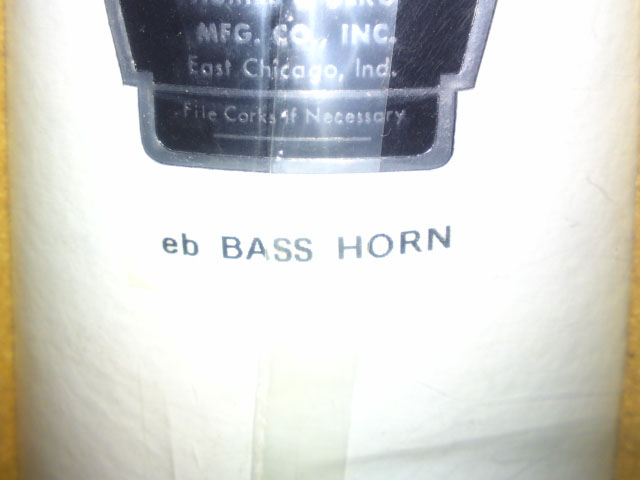 MFG. CO., INC.
East Chicago, Ind.
File Corks if Necessary
eb BASS HORN